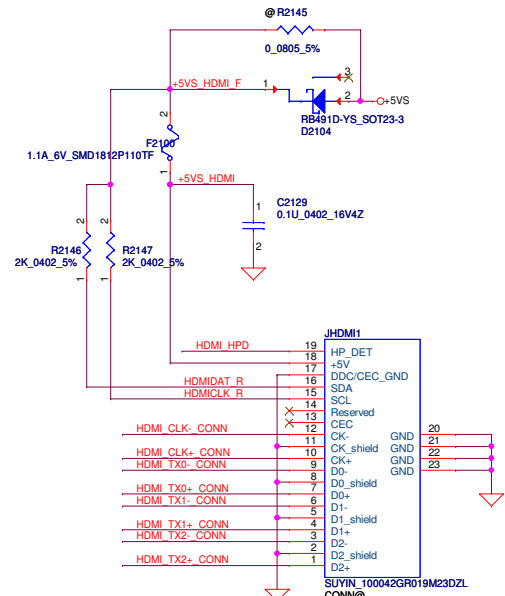 @ R2145
0_0805_5%
+5VS_HDMI_F
1
3
2
+5VS
RB491D-YS_SOT23-3
D2104
2
F2100
1.1A_6V_SMD1812P110TF
1
+5VS_HDMI
1
C2129
0.1U_0402_16V4Z
2
2
2
R2146
2K_0402_5%
R2147
2K_0402_5%
1
1
JHDMI1
HDMI_HPD
19
HP_DET
18
+5V
17
DDC/CEC_GND
HDMIDAT_R
16
SDA
HDMICLK_R
15
SCL
14
Reserved
13
CEC
HDMI_CLK-_CONN
12
CK-
11
CK_shield
HDMI_CLK+_CONN
10
CK+
HDMI_TX0-_CONN
9
D0-
8
D0_shield
HDMI_TX0+_CONN
7
D0+
HDMI_TX1-_CONN
6
D1-
5
D1_shield
HDMI_TX1+_CONN
4
D1+
HDMI_TX2-_CONN
3
D2-
2
D2_shield
HDMI_TX2+_CONN
1
D2+
GND
20
GND
21
GND
22
GND
23
SUYIN_100042GR019M23DZL
CONN@